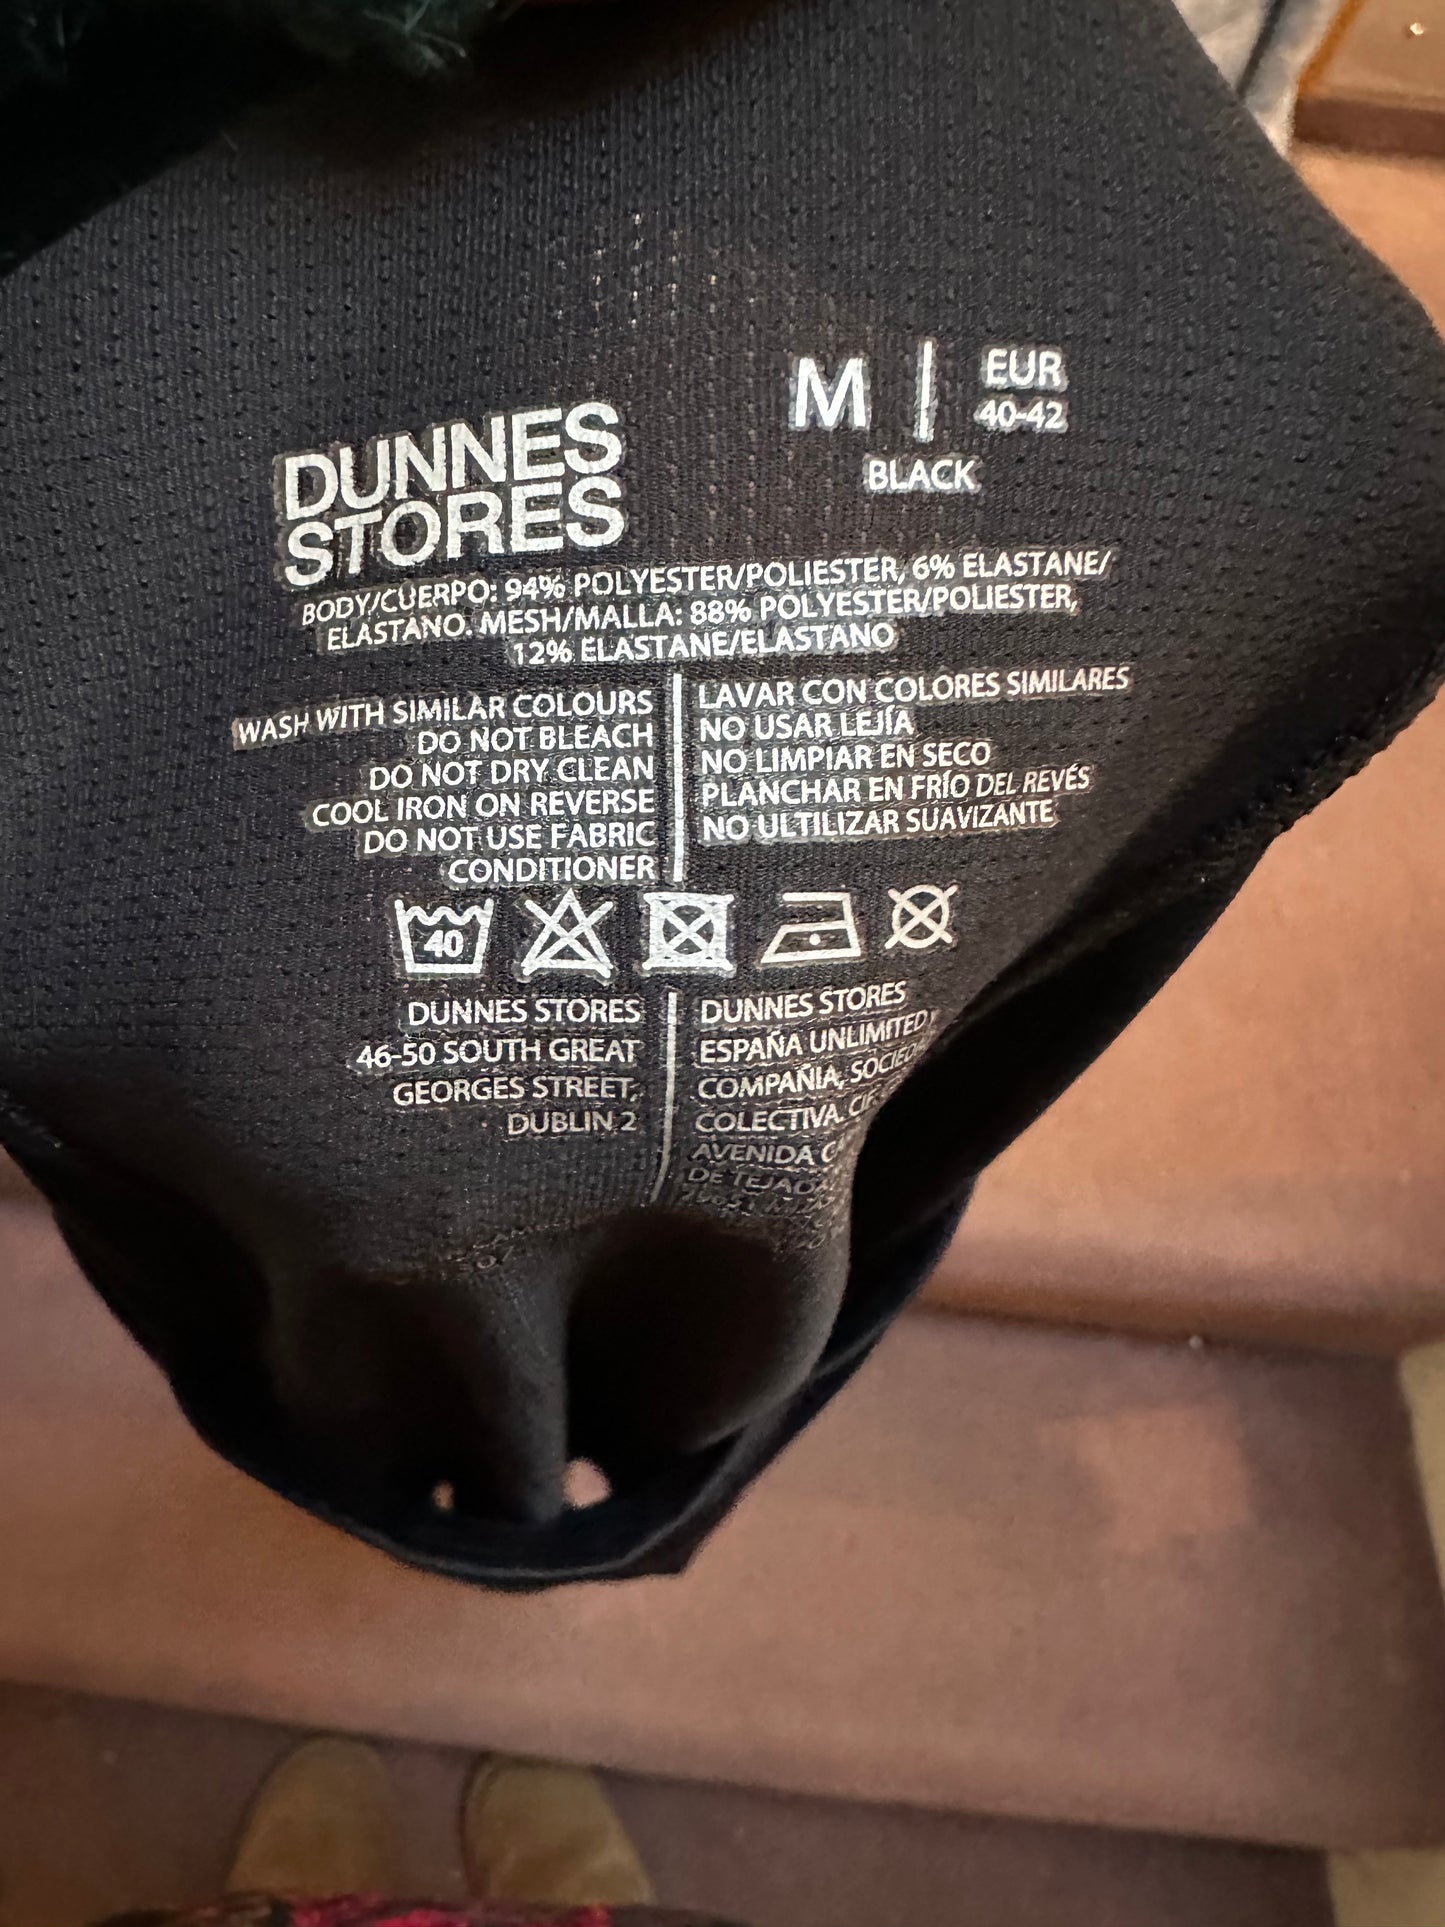 DUNNES
STORES
M | EUR
40-42
BLACK
BODY/CUERPO: 94% POLYESTER/POLIESTER, 6% ELASTANE/
ELASTANO. MESH/MALLA: 88% POLYESTER/POLIESTER,
12% ELASTANE/ELASTANO
WASH WITH SIMILAR COLOURS
DO NOT BLEACH
DO NOT DRY CLEAN
COOL IRON ON REVERSE
DO NOT USE FABRIC
CONDITIONER
LAVAR CON COLORES SIMILARES
NO USAR LEJÍA
NO LIMPIAR EN SECO
PLANCHAR EN FRÍO DEL REVÉS
NO ULTILIZAR SUAVIZANTE
40
DUNNES STORES
46-50 SOUTH GREAT
GEORGES STREET,
DUBLIN 2
DUNNES STORES
ESPAÑA UNLIMITED
COMPAÑIA,
COLECTIVA.
AVENIDA
DE